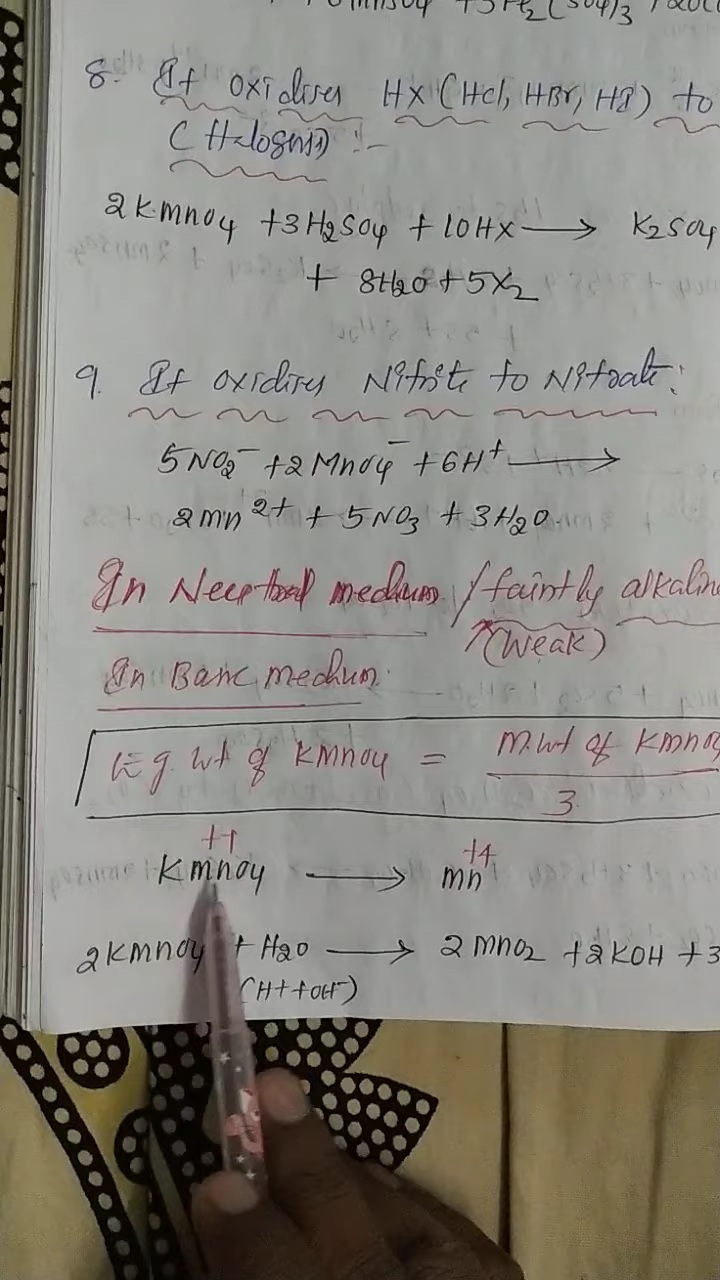 8. It oxidises HX (HCl, HBr, HI) to
(Halogens) :-
2KMnO4 + 3H2SO4 + 10HX → K2SO4
+ 8H2O + 5X2
9. It oxidises Nitrite to Nitrate:
5NO2⁻ + 2MnO4⁻ + 6H⁺ →
2mn²⁺ + 5NO3 + 3H2O
In Neutral medium / faintly alkaline
(Weak)
In Basic medium:
Eq. wt of KMnO4 = M.wt of KMnO4
3
+7 +4
KMnO4 → mn
2KMnO4 + H2O → 2MnO2 + 2KOH + 3
(H⁺ + OH⁻)